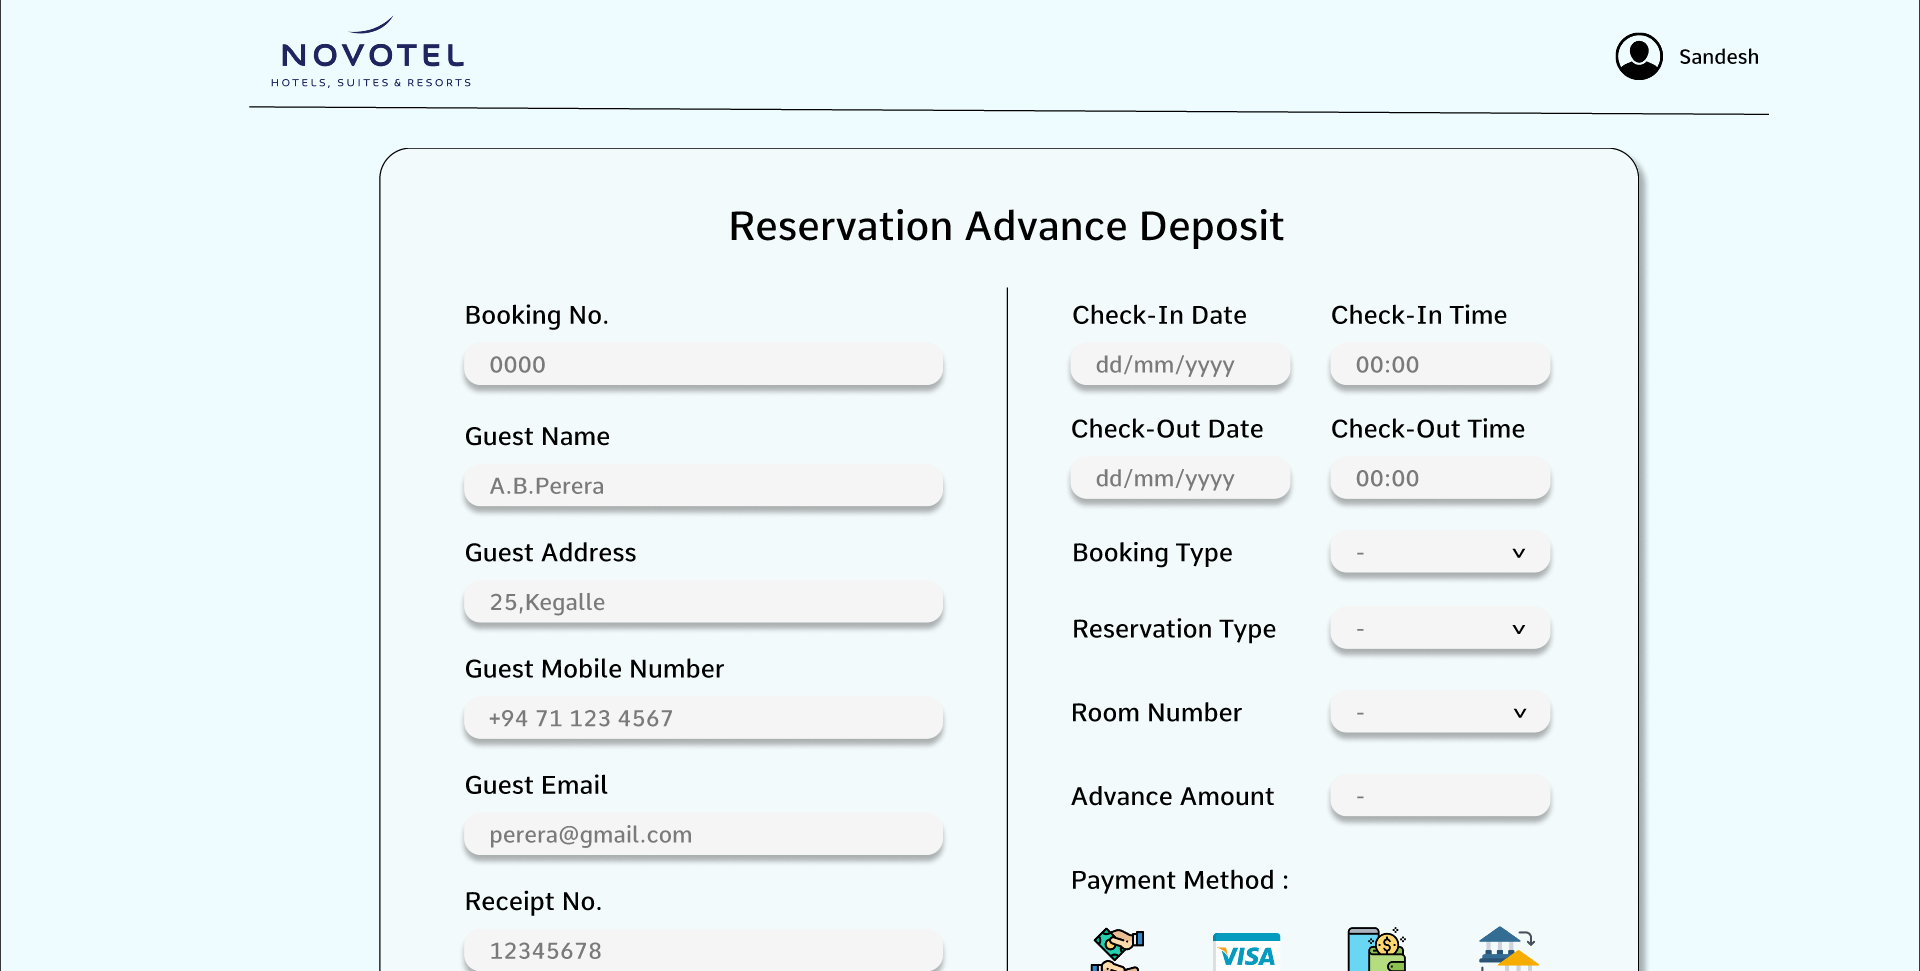 NOVOTEL
HOTELS, SUITES & RESORTS
Sandesh
Reservation Advance Deposit
Booking No.
0000
Guest Name
A.B.Perera
Guest Address
25,Kegalle
Guest Mobile Number
+94 71 123 4567
Guest Email
perera@gmail.com
Receipt No.
12345678
Check-In Date
Check-In Time
dd/mm/yyyy
00:00
Check-Out Date
Check-Out Time
dd/mm/yyyy
00:00
Booking Type
-
Reservation Type
-
Room Number
-
Advance Amount
-
Payment Method :
VISA